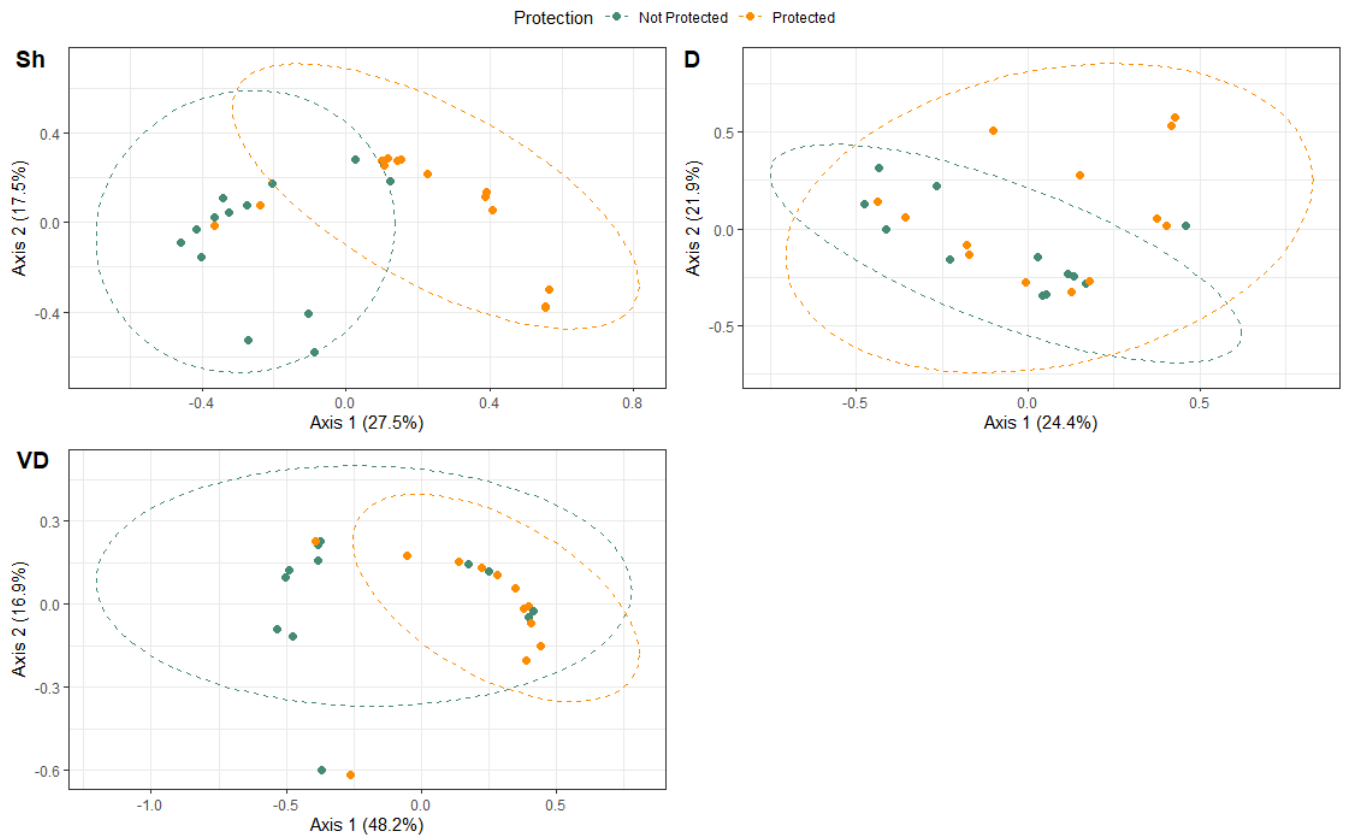 Protection Not Protected Protected
Sh
Axis 2 (17.5%)
0.4
0.0
-0.4
-0.4 0.0 0.4 0.8
Axis 1 (27.5%)
D
Axis 2 (21.9%)
0.5
0.0
-0.5
-0.5 0.0 0.5
Axis 1 (24.4%)
VD
Axis 2 (16.9%)
0.3
0.0
-0.3
-0.6
-1.0 -0.5 0.0 0.5
Axis 1 (48.2%)